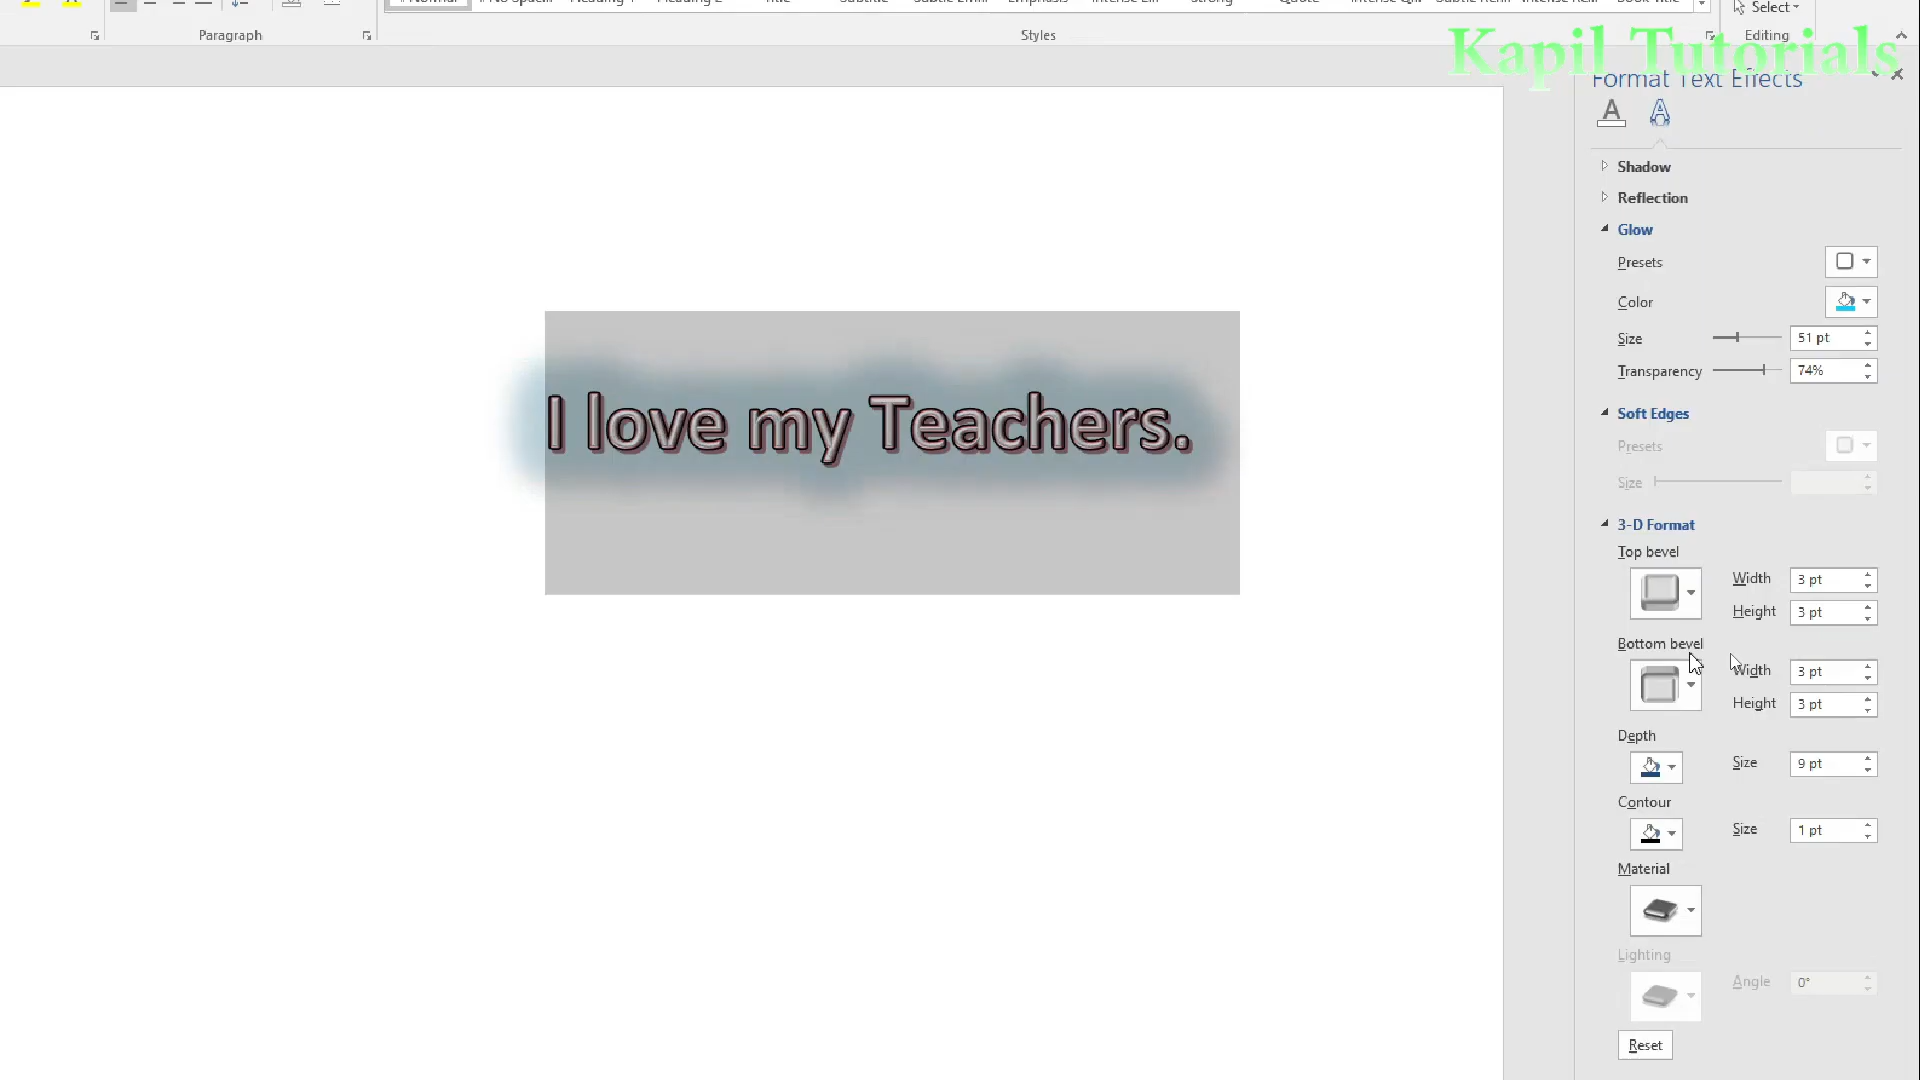 Select
Paragraph
Styles
Editing
Kapil Tutorials
Format Text Effects
Shadow
Reflection
Glow
Presets
Color
Size 51 pt
Transparency 74%
I love my Teachers.
Soft Edges
Presets
Size
3-D Format
Top bevel
Width 3 pt
Height 3 pt
Bottom bevel
Width 3 pt
Height 3 pt
Depth
Size 9 pt
Contour
Size 1 pt
Material
Lighting
Angle 0°
Reset